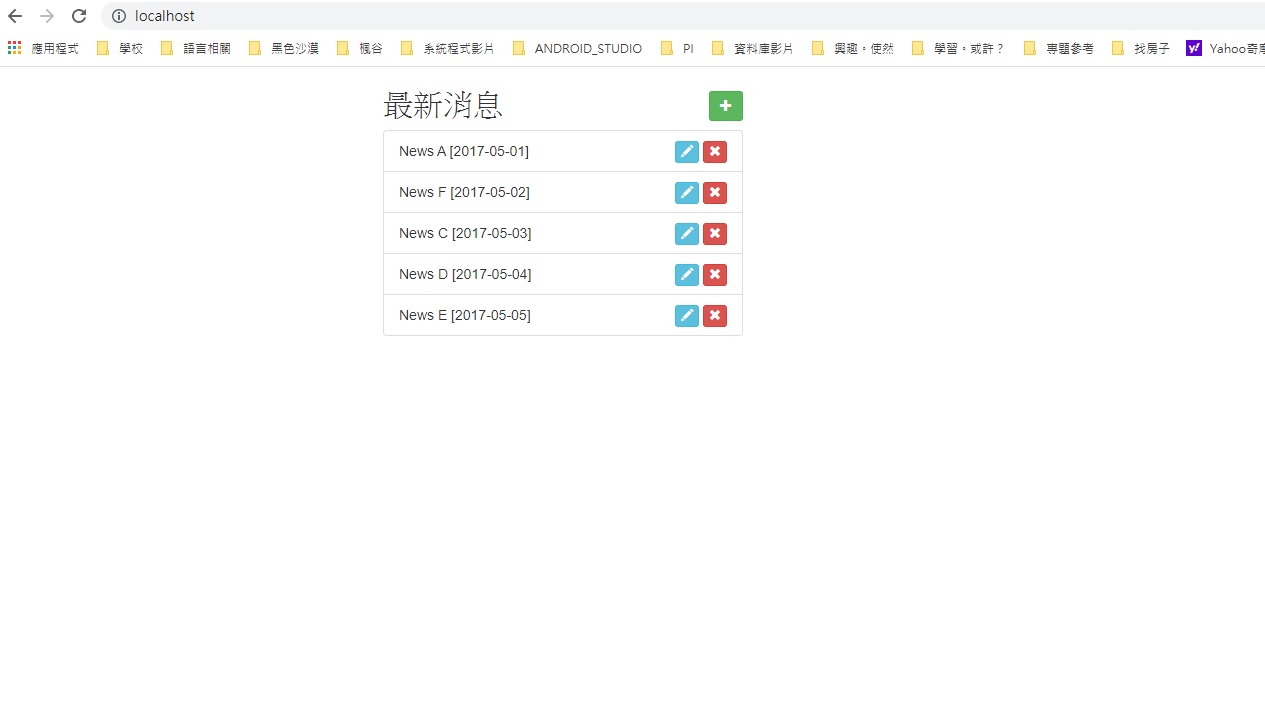 localhost
應用程式 學校 語言相關 黑色沙漠 楓谷 系統程式影片 ANDROID_STUDIO PI 資料庫影片 興趣。使然 學習。或許？ 專題參考 找房子 Yahoo奇摩
最新消息
News A [2017-05-01]
News F [2017-05-02]
News C [2017-05-03]
News D [2017-05-04]
News E [2017-05-05]